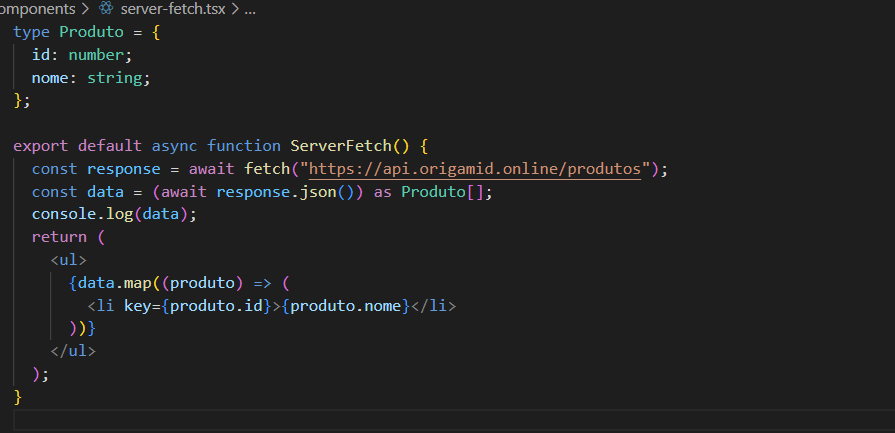 omponents > server-fetch.tsx > ...
type Produto = {
  id: number;
  nome: string;
};

export default async function ServerFetch() {
  const response = await fetch("https://api.origamid.online/produtos");
  const data = (await response.json()) as Produto[];
  console.log(data);
  return (
    <ul>
      {data.map((produto) => (
        <li key={produto.id}>{produto.nome}</li>
      ))}
    </ul>
  );
}